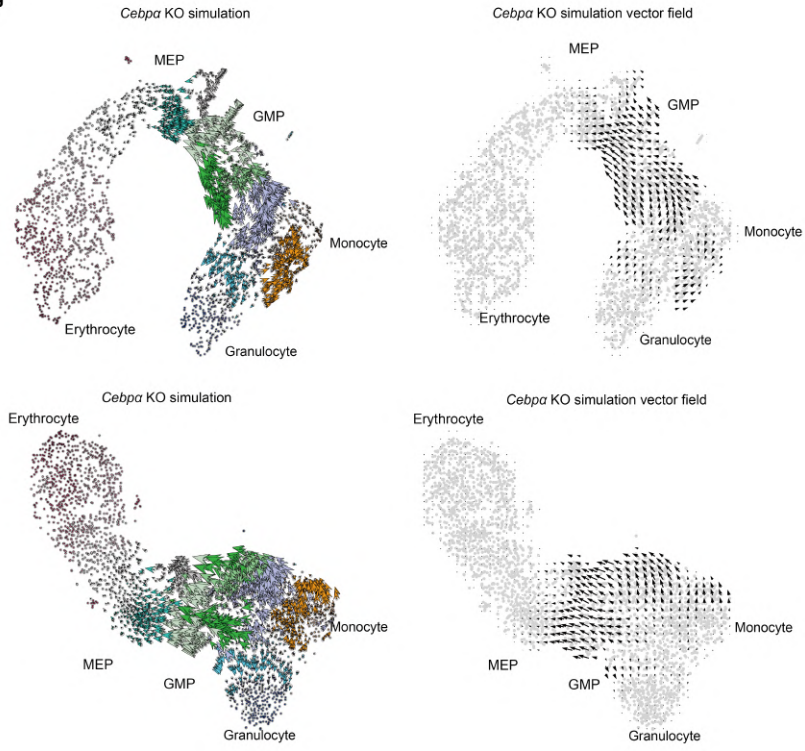 Cebpα KO simulation
Cebpα KO simulation vector field
MEP
GMP
Monocyte
Erythrocyte
Granulocyte
MEP
GMP
Monocyte
Erythrocyte
Granulocyte
Cebpα KO simulation
Cebpα KO simulation vector field
Erythrocyte
Monocyte
MEP
GMP
Granulocyte
Erythrocyte
Monocyte
MEP
GMP
Granulocyte